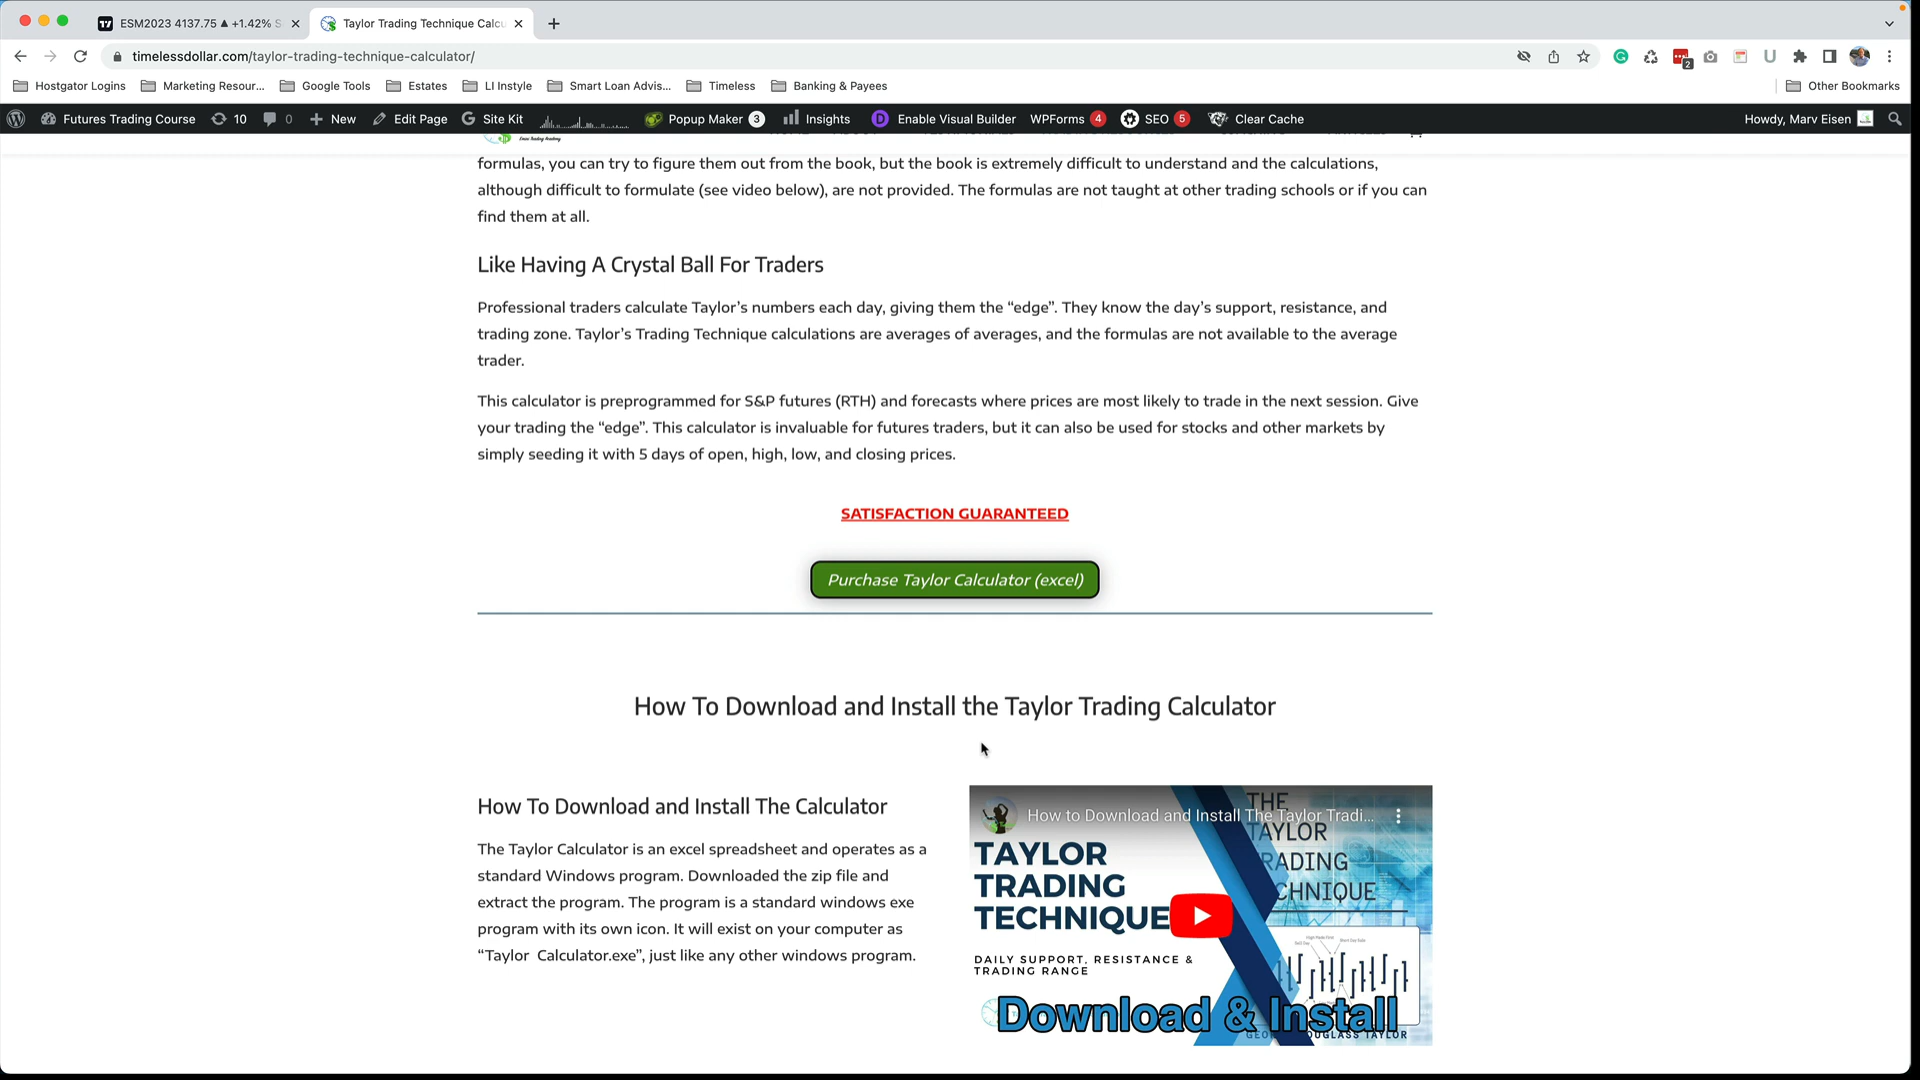 ESM2023 4137.75 ▲ +1.42% S
Taylor Trading Technique Calcu
timelessdollar.com/taylor-trading-technique-calculator/
2
Hostgator Logins
Marketing Resour...
Google Tools
Estates
LI Instyle
Smart Loan Advis...
Timeless
Banking & Payees
Other Bookmarks
Futures Trading Course
10
0
New
Edit Page
Site Kit
Popup Maker 3
Insights
D
Enable Visual Builder
WPForms 4
SEO 5
Clear Cache
Howdy, Marv Eisen
formulas, you can try to figure them out from the book, but the book is extremely difficult to understand and the calculations,
although difficult to formulate (see video below), are not provided. The formulas are not taught at other trading schools or if you can
find them at all.
Like Having A Crystal Ball For Traders
Professional traders calculate Taylor’s numbers each day, giving them the “edge”. They know the day’s support, resistance, and
trading zone. Taylor’s Trading Technique calculations are averages of averages, and the formulas are not available to the average
trader.
This calculator is preprogrammed for S&P futures (RTH) and forecasts where prices are most likely to trade in the next session. Give
your trading the “edge”. This calculator is invaluable for futures traders, but it can also be used for stocks and other markets by
simply seeding it with 5 days of open, high, low, and closing prices.
SATISFACTION GUARANTEED
Purchase Taylor Calculator (excel)
How To Download and Install the Taylor Trading Calculator
How To Download and Install The Calculator
The Taylor Calculator is an excel spreadsheet and operates as a
standard Windows program. Downloaded the zip file and
extract the program. The program is a standard windows exe
program with its own icon. It will exist on your computer as
“Taylor Calculator.exe”, just like any other windows program.
How to Download and Install The Taylor Tradi...
TAYLOR
TRADING
TECHNIQUE
DAILY SUPPORT, RESISTANCE &
TRADING RANGE
THE
TAYLOR
RADING
CHNIQUE
Download & Install
GEO OUGLASS TAYLOR